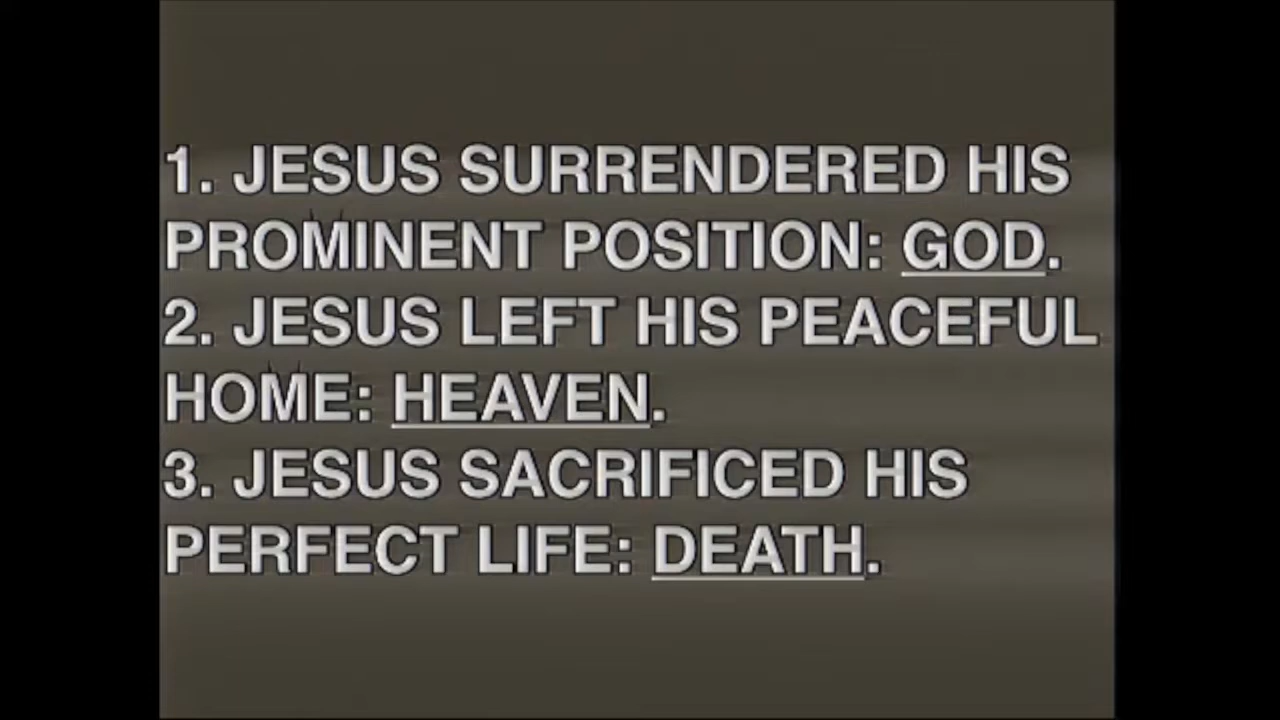 1. JESUS SURRENDERED HIS
PROMINENT POSITION: GOD.
2. JESUS LEFT HIS PEACEFUL
HOME: HEAVEN.
3. JESUS SACRIFICED HIS
PERFECT LIFE: DEATH.